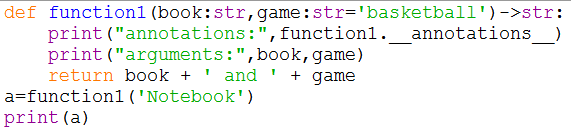 def function1(book:str,game:str='basketball')->str:
    print("annotations:",function1.__annotations__)
    print("arguments:",book,game)
    return book + ' and ' + game
a=function1('Notebook')
print(a)